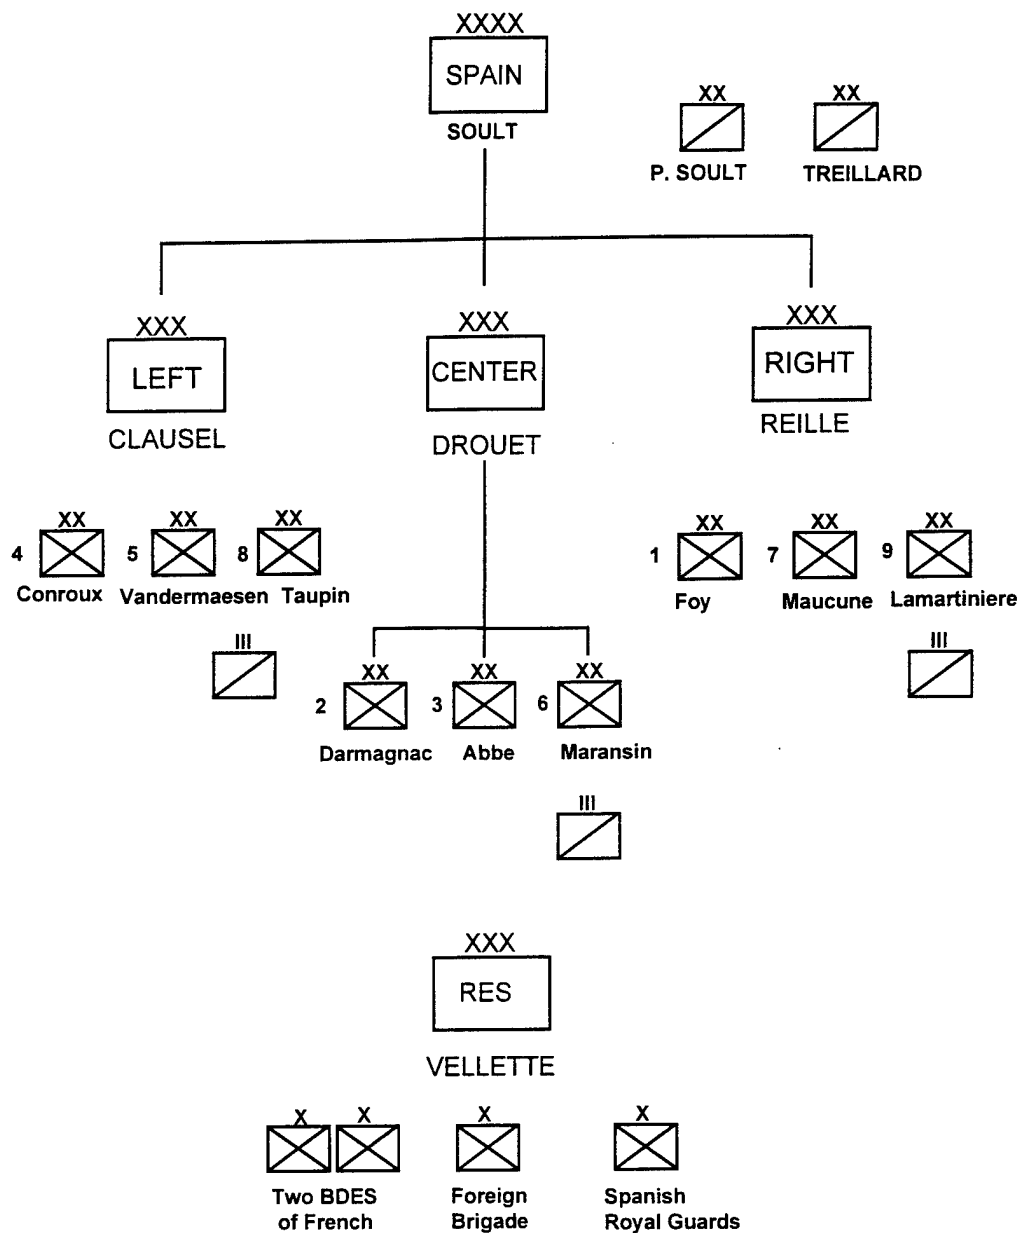 XXXX
SPAIN
SOULT
XX
XX
P. SOULT
TREILLARD
XXX
XXX
XXX
LEFT
CENTER
RIGHT
CLAUSEL
DROUET
REILLE
XX
XX
XX
4
5
8
Conroux
Vandermaesen
Taupin
III
XX
XX
XX
1
7
9
Foy
Maucune
Lamartiniere
III
XX
XX
XX
2
3
6
Darmagnac
Abbe
Maransin
III
XXX
RES
VELLETTE
X
X
X
X
Two BDES
of French
Foreign
Brigade
Spanish
Royal Guards